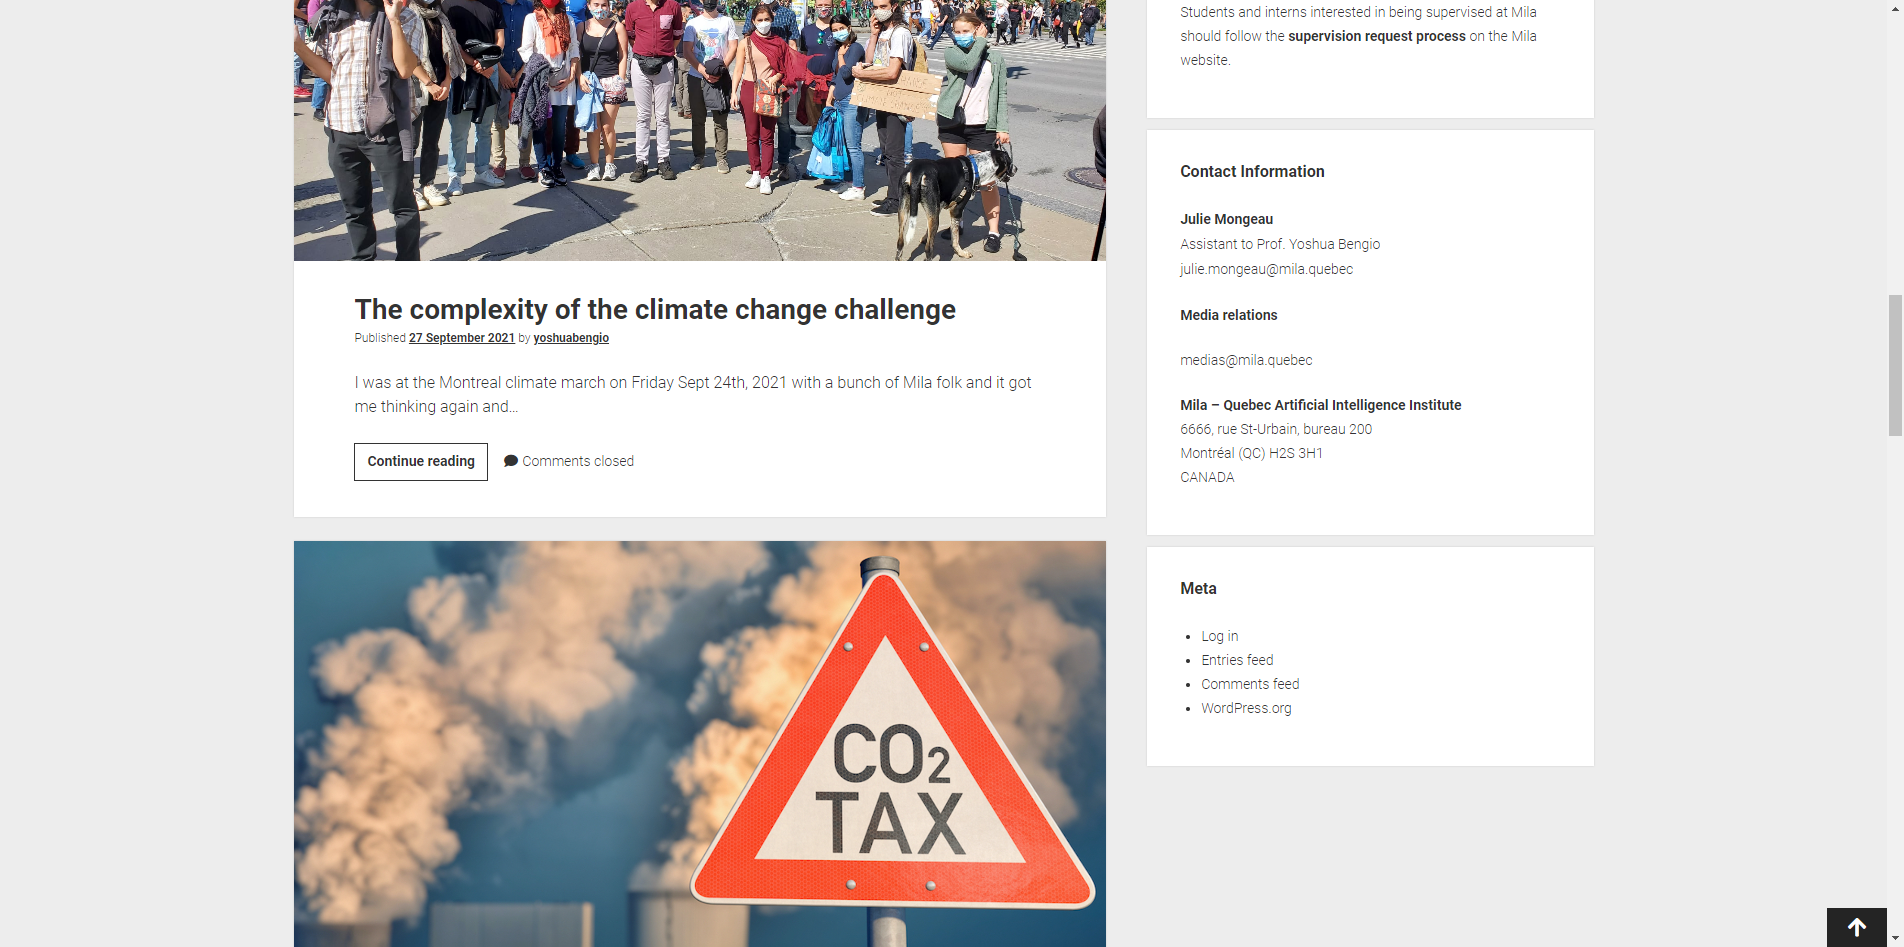 Students and interns interested in being supervised at Mila
should follow the supervision request process on the Mila
website.
Contact Information
Julie Mongeau
Assistant to Prof. Yoshua Bengio
julie.mongeau@mila.quebec
Media relations
medias@mila.quebec
Mila – Quebec Artificial Intelligence Institute
6666, rue St-Urbain, bureau 200
Montréal (QC) H2S 3H1
CANADA
Meta
Log in
Entries feed
Comments feed
WordPress.org
The complexity of the climate change challenge
Published 27 September 2021 by yoshuabengio
I was at the Montreal climate march on Friday Sept 24th, 2021 with a bunch of Mila folk and it got
me thinking again and…
Continue reading
Comments closed
CO2
TAX